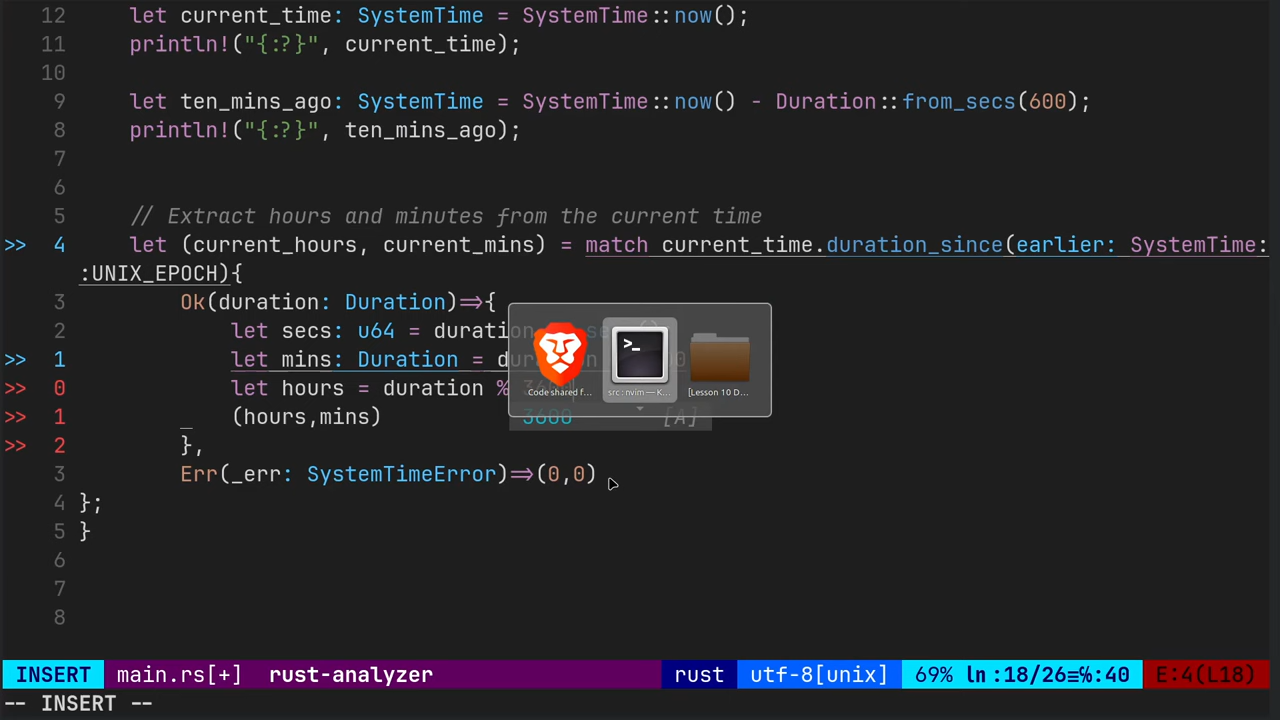 12 let current_time: SystemTime = SystemTime::now();
11 println!("{:?}", current_time);
10
9 let ten_mins_ago: SystemTime = SystemTime::now() - Duration::from_secs(600);
8 println!("{:?}", ten_mins_ago);
7
6
5 // Extract hours and minutes from the current time
>> 4 let (current_hours, current_mins) = match current_time.duration_since(earlier: SystemTime:
:UNIX_EPOCH){
3 Ok(duration: Duration)=>{
2 let secs: u64 = duration
>> 1 let mins: Duration =
>> 0 let hours = duration %
>> 1 _ (hours,mins) 3600 [A]
>> 2 },
3 Err(_err: SystemTimeError)=>(0,0)
4 };
5 }
6
7
8
>_
Code shared f... src : nvim — K... [Lesson 10 D...
INSERT main.rs[+] rust-analyzer rust utf-8[unix] 69% ln :18/26≡℅:40 E:4(L18)
-- INSERT --